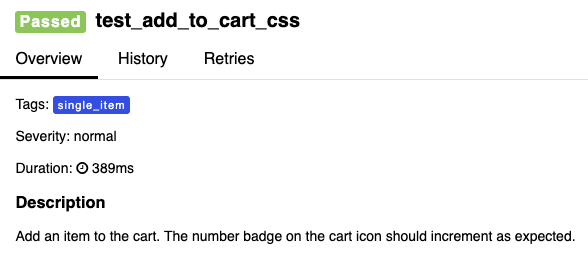 Passed test_add_to_cart_css
Overview History Retries
Tags: single_item
Severity: normal
Duration: 389ms
Description
Add an item to the cart. The number badge on the cart icon should increment as expected.